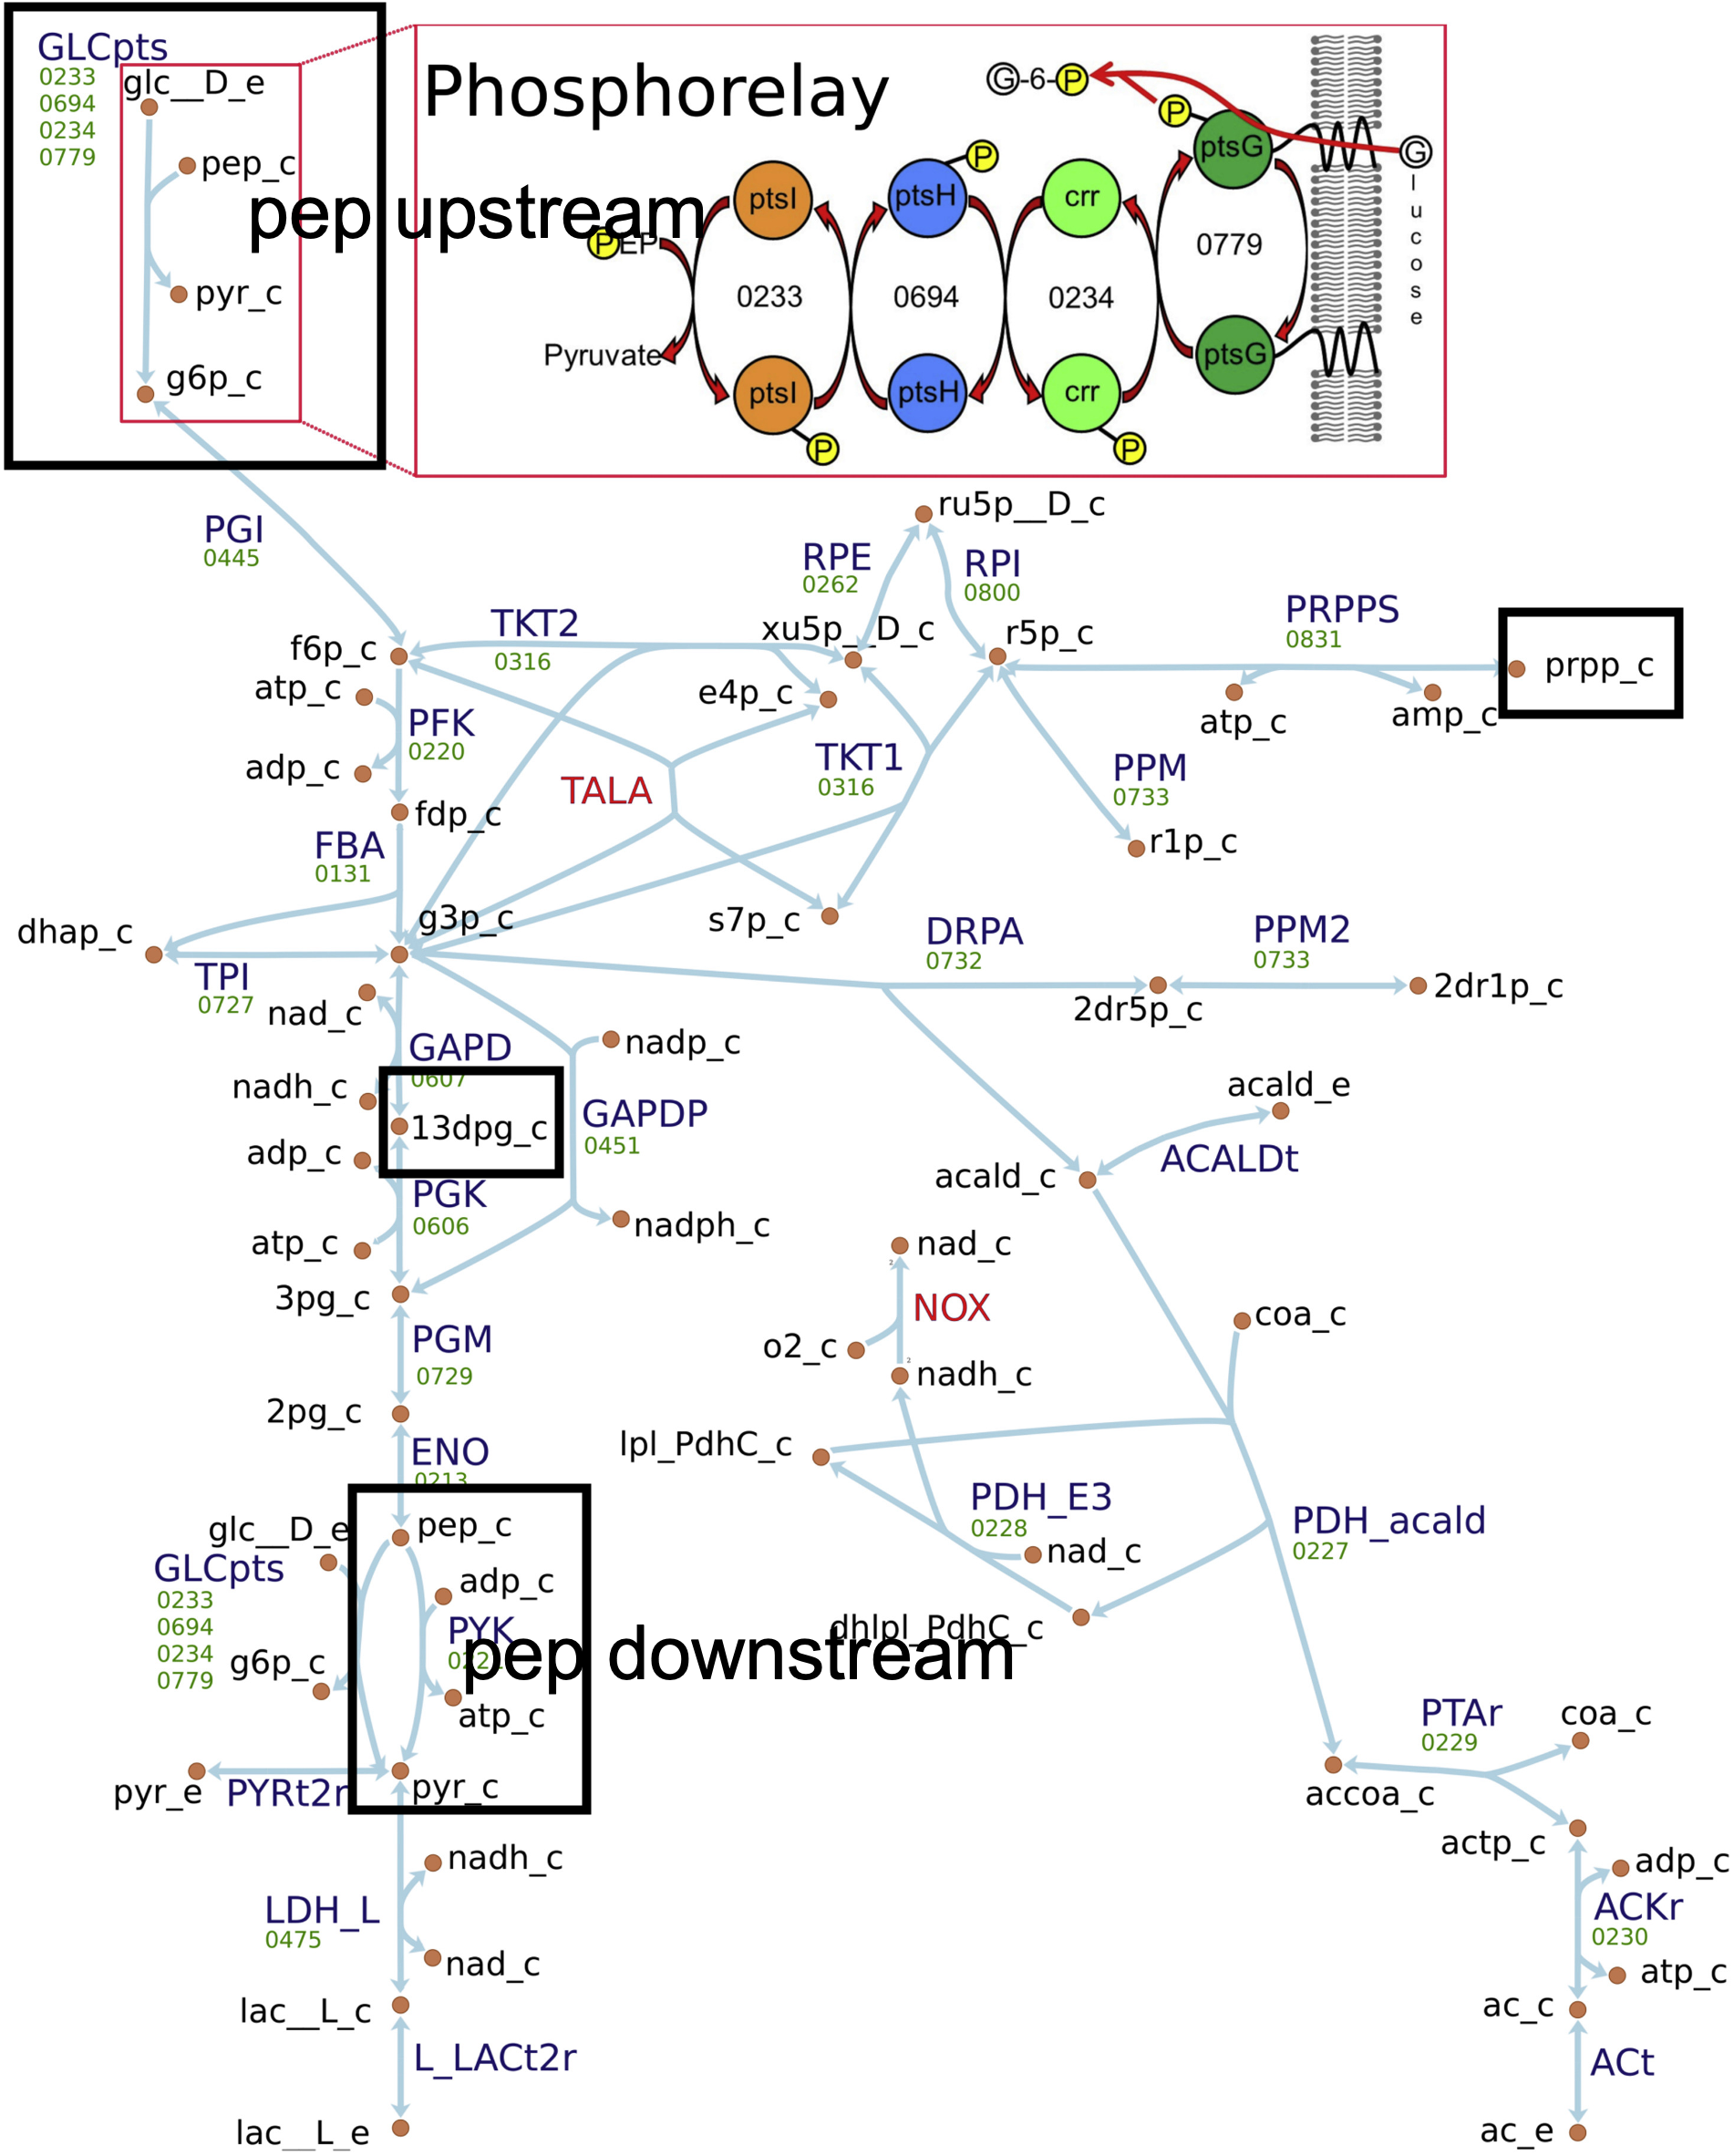 GLCpts
0233
0694
0234
0779
glc__D_e
pep_c
pyr_c
g6p_c
pep upstream
Phosphorelay
G-6-P
P
ptsG
G
lucose
ptsI
ptsH
P
crr
PEP
0233
0694
0234
0779
Pyruvate
ptsI
P
ptsH
crr
P
ptsG
PGI
0445
ru5p__D_c
RPE
0262
RPI
0800
TKT2
0316
xu5p__D_c
r5p_c
PRPPS
0831
prpp_c
f6p_c
atp_c
e4p_c
atp_c
amp_c
PFK
0220
adp_c
TALA
TKT1
0316
PPM
0733
fdp_c
r1p_c
FBA
0131
dhap_c
g3p_c
s7p_c
DRPA
0732
PPM2
0733
TPI
0727
2dr5p_c
2dr1p_c
nad_c
GAPD
0607
nadp_c
nadh_c
13dpg_c
GAPDP
0451
acald_e
adp_c
ACALDt
acald_c
PGK
0606
atp_c
nadph_c
nad_c
2
3pg_c
NOX
coa_c
PGM
0729
o2_c
2
nadh_c
2pg_c
ENO
0213
lpl_PdhC_c
PDH_E3
0228
nad_c
PDH_acald
0227
glc__D_e
pep_c
GLCpts
0233
0694
0234
0779
adp_c
PYK
dhlpl_PdhC_c
pep downstream
g6p_c
atp_c
PTAr
0229
coa_c
pyr_e
PYRt2r
pyr_c
accoa_c
actp_c
nadh_c
adp_c
LDH_L
0475
ACKr
0230
nad_c
atp_c
lac__L_c
ac_c
L_LACt2r
ACt
lac__L_e
ac_e